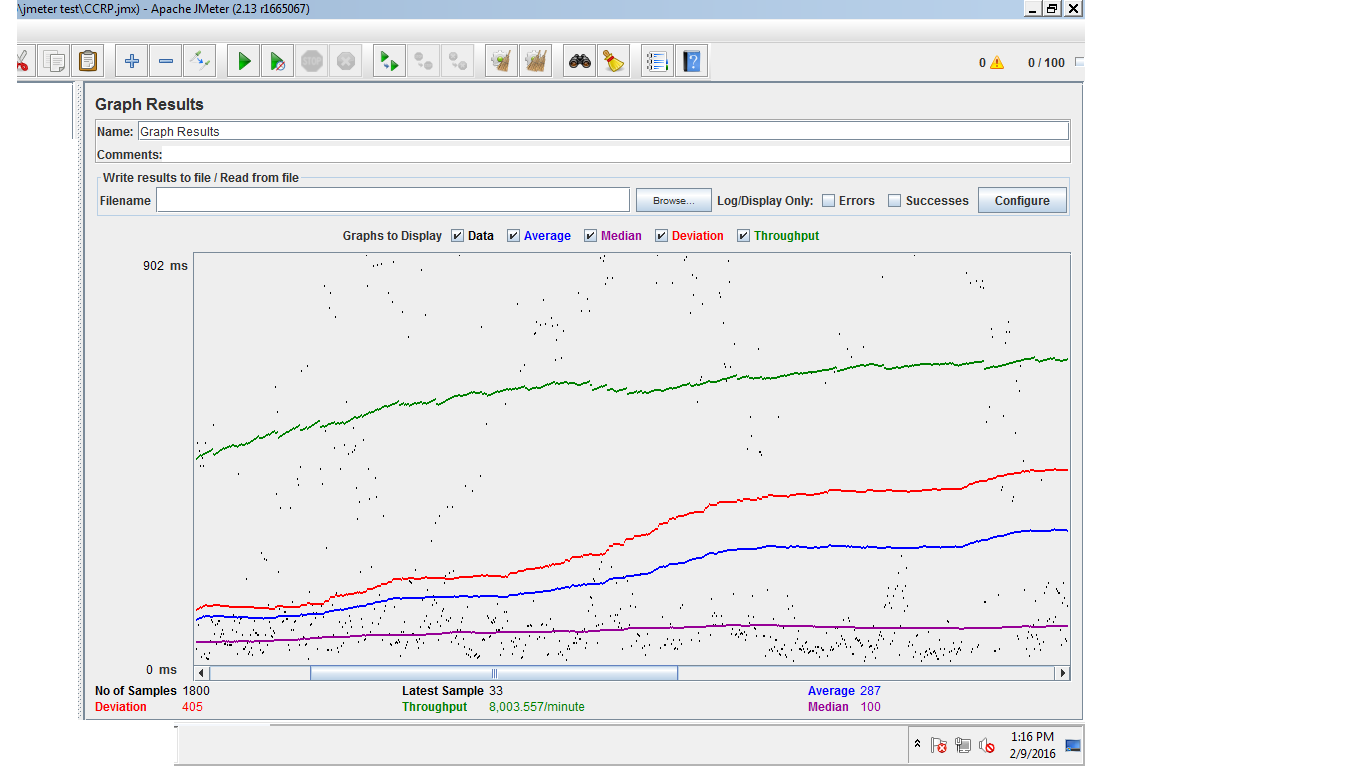 \jmeter test\CCRP.jmx) - Apache JMeter (2.13 r1665067)
STOP
0 0 / 100
Graph Results
Name: Graph Results
Comments:
Write results to file / Read from file
Filename Browse... Log/Display Only: Errors Successes Configure
Graphs to Display Data Average Median Deviation Throughput
902 ms
0 ms
No of Samples 1800 Latest Sample 33 Average 287
Deviation 405 Throughput 8,003.557/minute Median 100
1:16 PM
2/9/2016